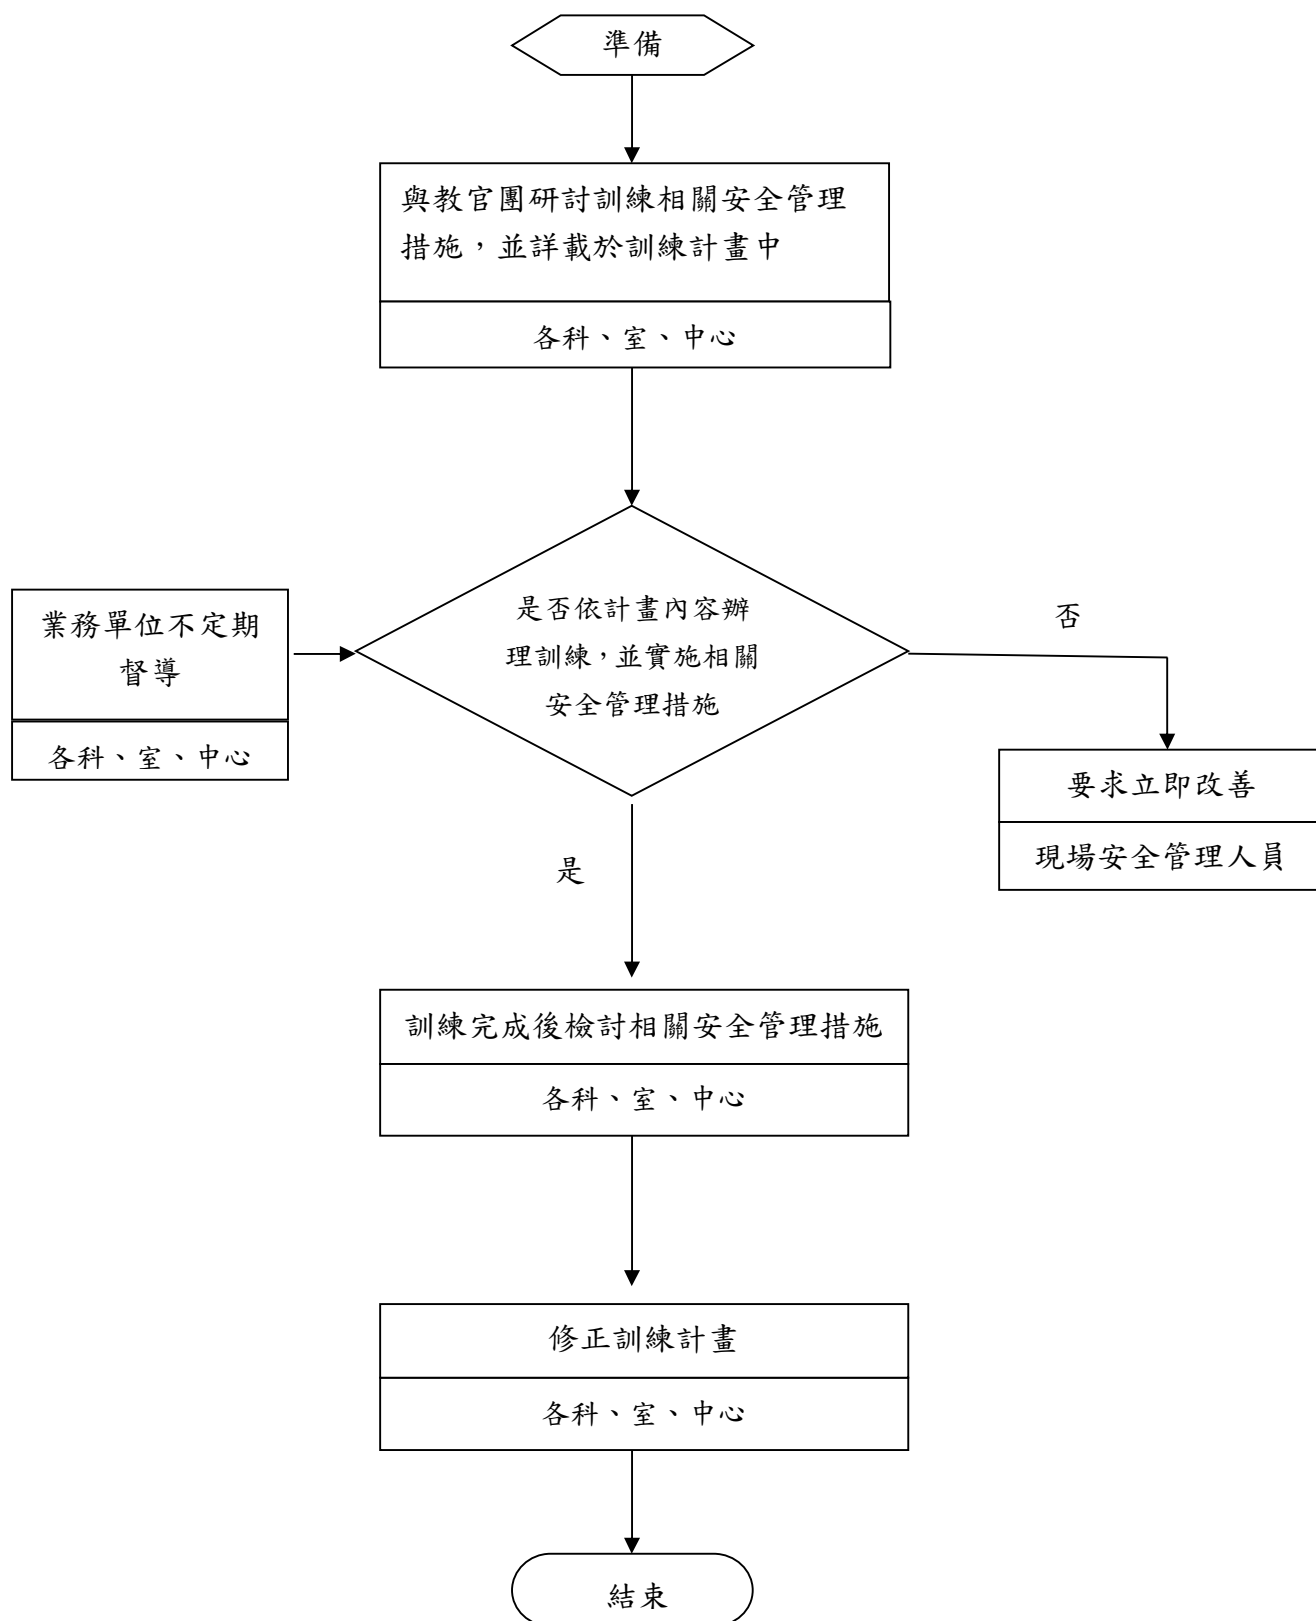 準備
與教官團研討訓練相關安全管理
措施，並詳載於訓練計畫中
各科、室、中心
是否依計畫內容辦
理訓練，並實施相關
安全管理措施
業務單位不定期
督導
各科、室、中心
否
要求立即改善
現場安全管理人員
是
訓練完成後檢討相關安全管理措施
各科、室、中心
修正訓練計畫
各科、室、中心
結束